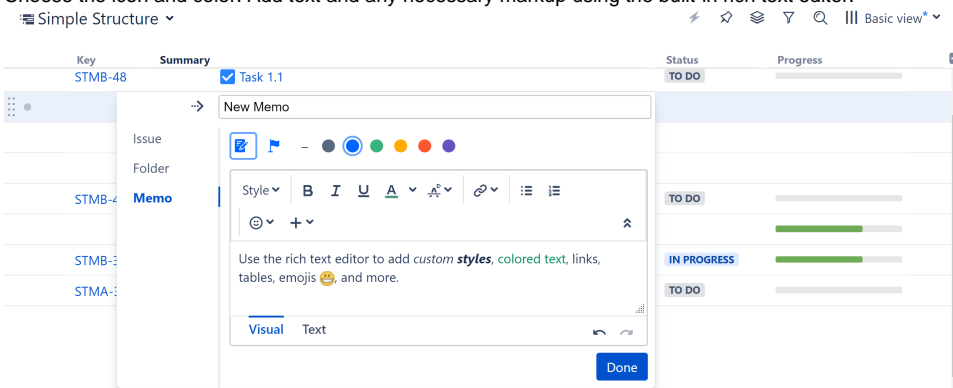 Choose the icon and color. Add text and any necessary markup using the built-in rich text editor.
Simple Structure
Basic view*
Key Summary Status Progress
STMB-48 Task 1.1 TO DO
New Memo
Issue
Folder
Memo
Style B I U A
STMB-4 TO DO
Use the rich text editor to add custom styles, colored text, links,
tables, emojis 😬, and more.
STMB-3 IN PROGRESS
STMA-3 TO DO
Visual Text
Done